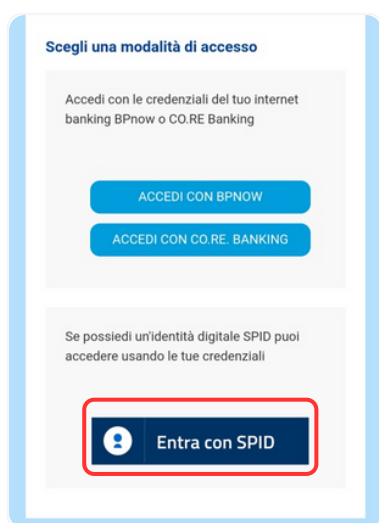 Scegli una modalità di accesso
Accedi con le credenziali del tuo internet
banking BPnow o CO.RE Banking
ACCEDI CON BPNOW
ACCEDI CON CO.RE. BANKING
Se possiedi un'identità digitale SPID puoi
accedere usando le tue credenziali
Entra con SPID